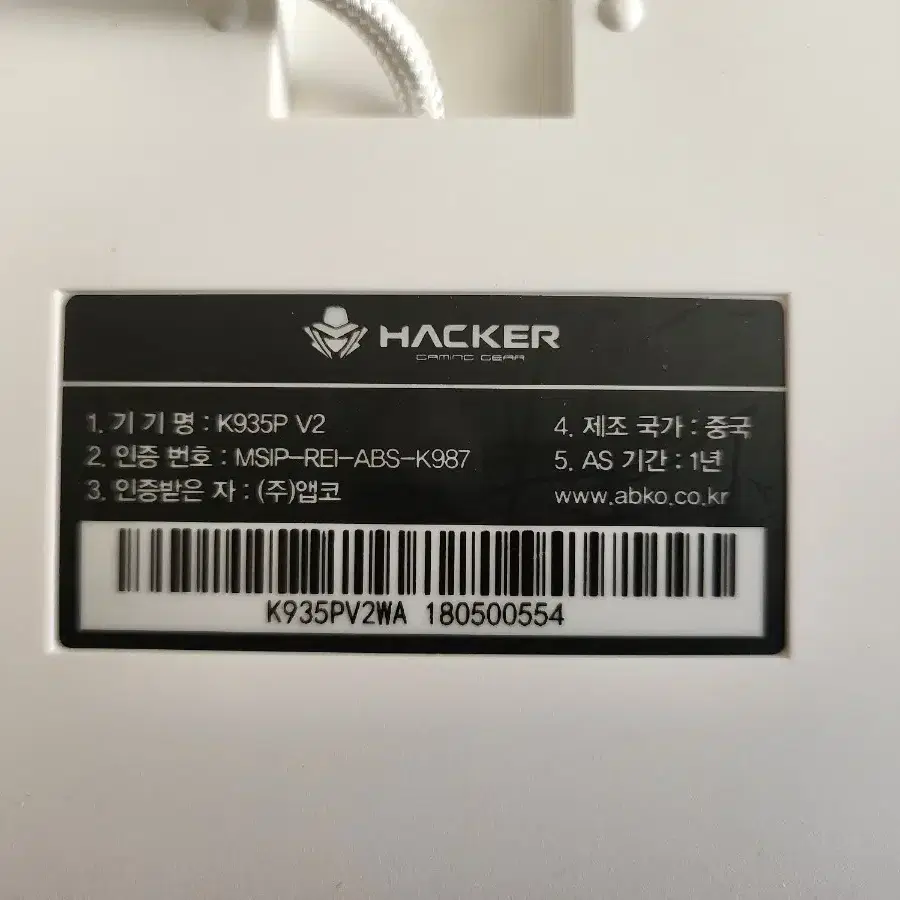 HACKER
GAMING GEAR
1. 기 기 명 : K935P V2
2. 인증 번호 : MSIP-REI-ABS-K987
3. 인증받은 자 : (주)앱코
4. 제조 국가 : 중국
5. AS 기간 : 1년
www.abko.co.kr
K935PV2WA 180500554